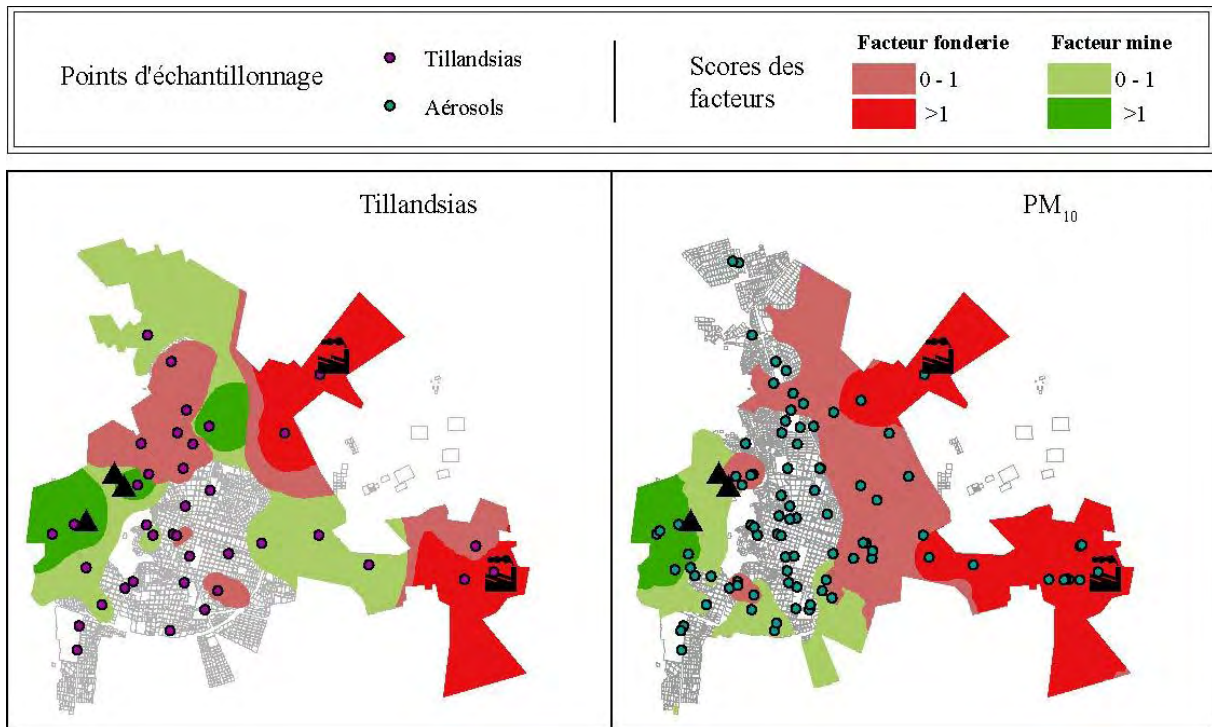 Points d'échantillonnage
Tillandsias
Aérosols
Scores des
facteurs
Facteur fonderie
0 - 1
>1
Facteur mine
0 - 1
>1
Tillandsias
PM10